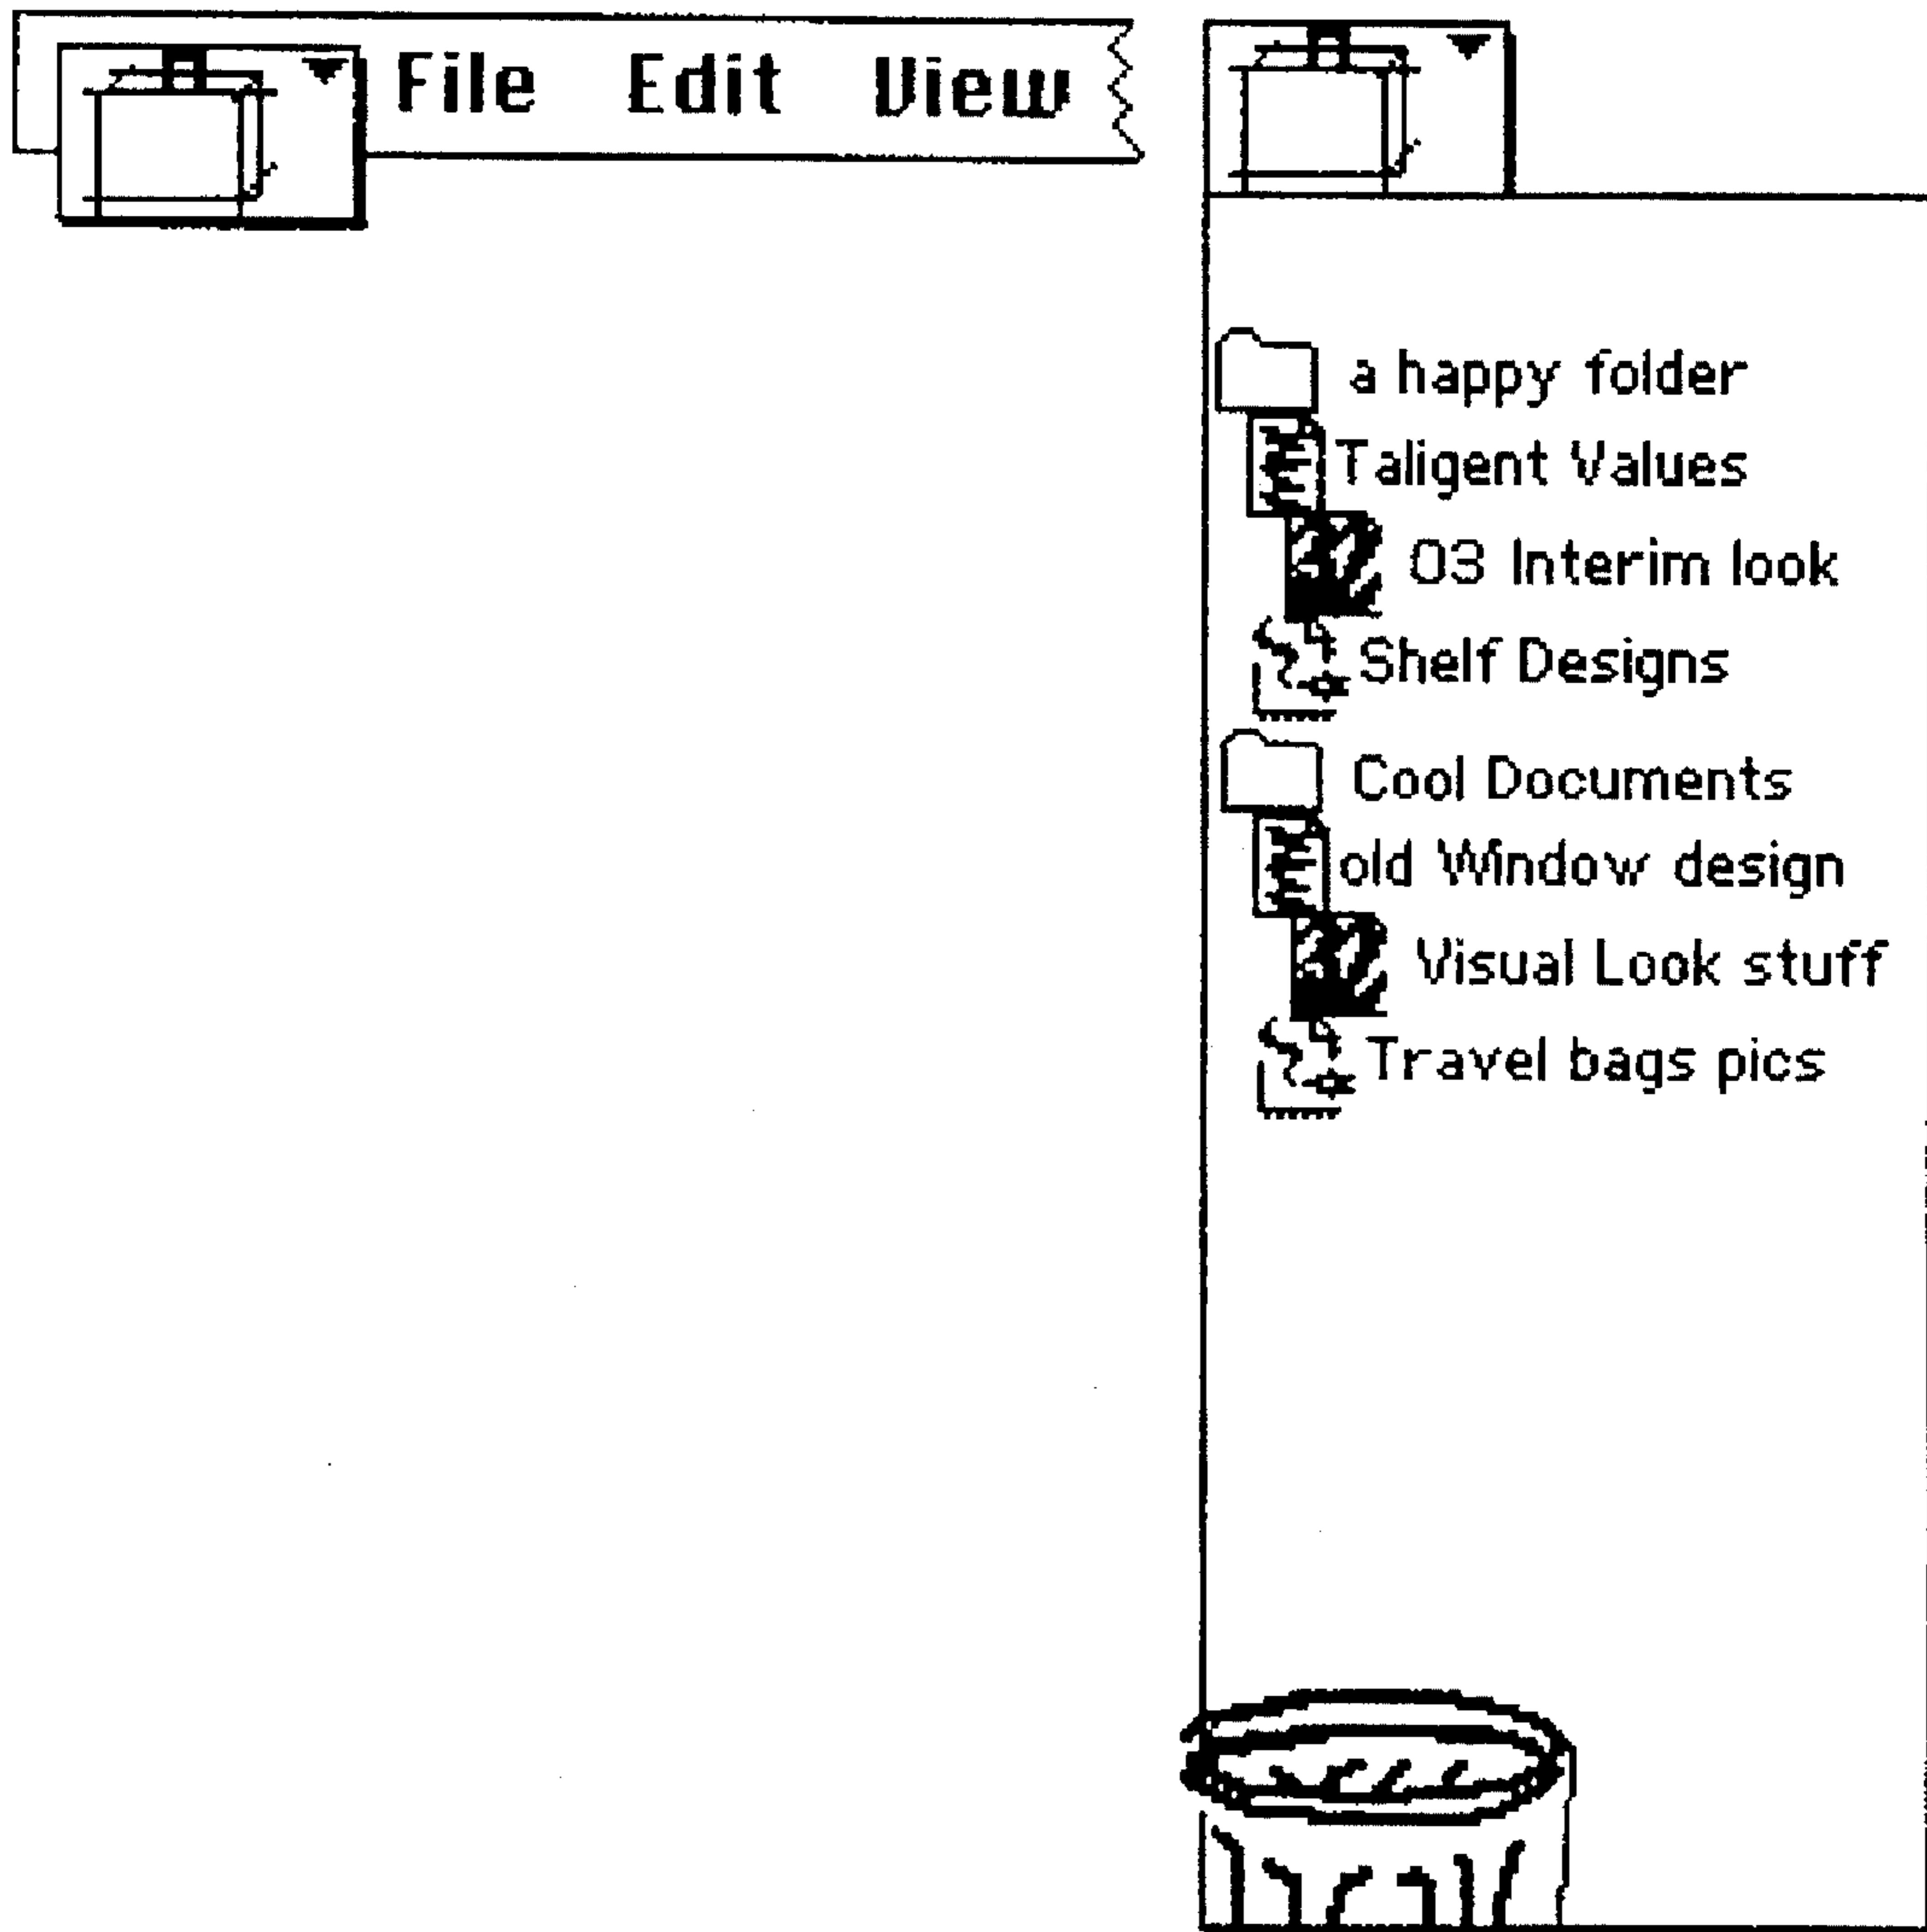 File Edit View
a happy folder
Taligent Values
03 Interim look
Shelf Designs
Cool Documents
old Window design
Visual Look stuff
Travel bags pics